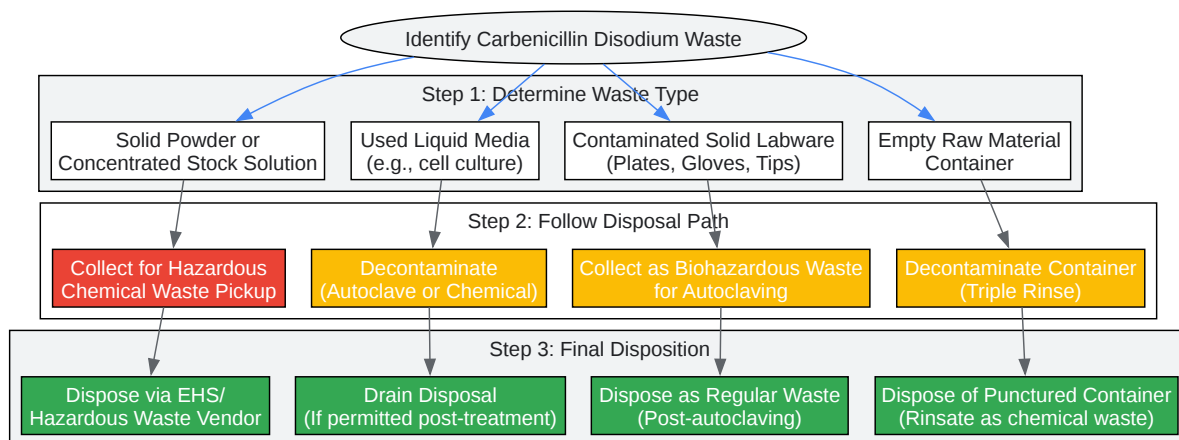 Identify Carbenicillin Disodium Waste
Step 1: Determine Waste Type
Solid Powder or
Concentrated Stock Solution
Used Liquid Media
(e.g., cell culture)
Contaminated Solid Labware
(Plates, Gloves, Tips)
Empty Raw Material
Container
Step 2: Follow Disposal Path
Collect for Hazardous
Chemical Waste Pickup
Decontaminate
(Autoclave or Chemical)
Collect as Biohazardous Waste
for Autoclaving
Decontaminate Container
(Triple Rinse)
Step 3: Final Disposition
Dispose via EHS/
Hazardous Waste Vendor
Drain Disposal
(If permitted post-treatment)
Dispose as Regular Waste
(Post-autoclaving)
Dispose of Punctured Container
(Rinsate as chemical waste)